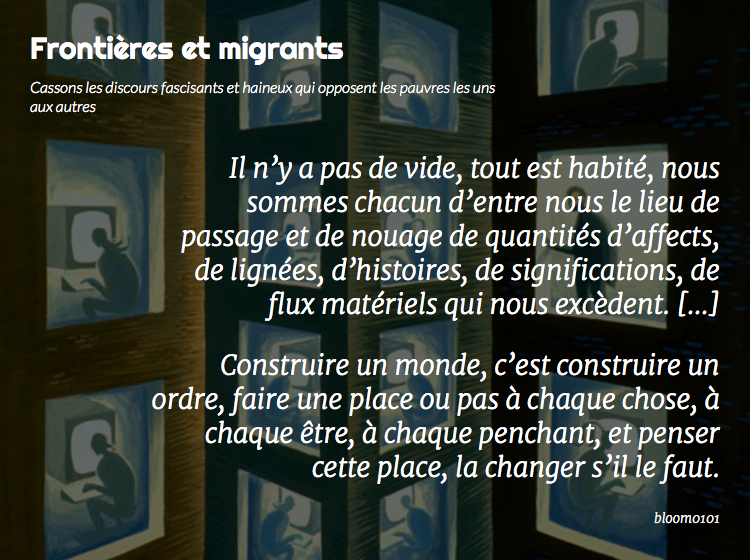 Frontières et migrants
Cassons les discours fascisants et haineux qui opposent les pauvres les uns
aux autres
Il n’y a pas de vide, tout est habité, nous
sommes chacun d’entre nous le lieu de
passage et de nouage de quantités d’affects,
de lignées, d’histoires, de significations, de
flux matériels qui nous excèdent. [...]
Construire un monde, c’est construire un
ordre, faire une place ou pas à chaque chose, à
chaque être, à chaque penchant, et penser
cette place, la changer s’il le faut.
bloom0101